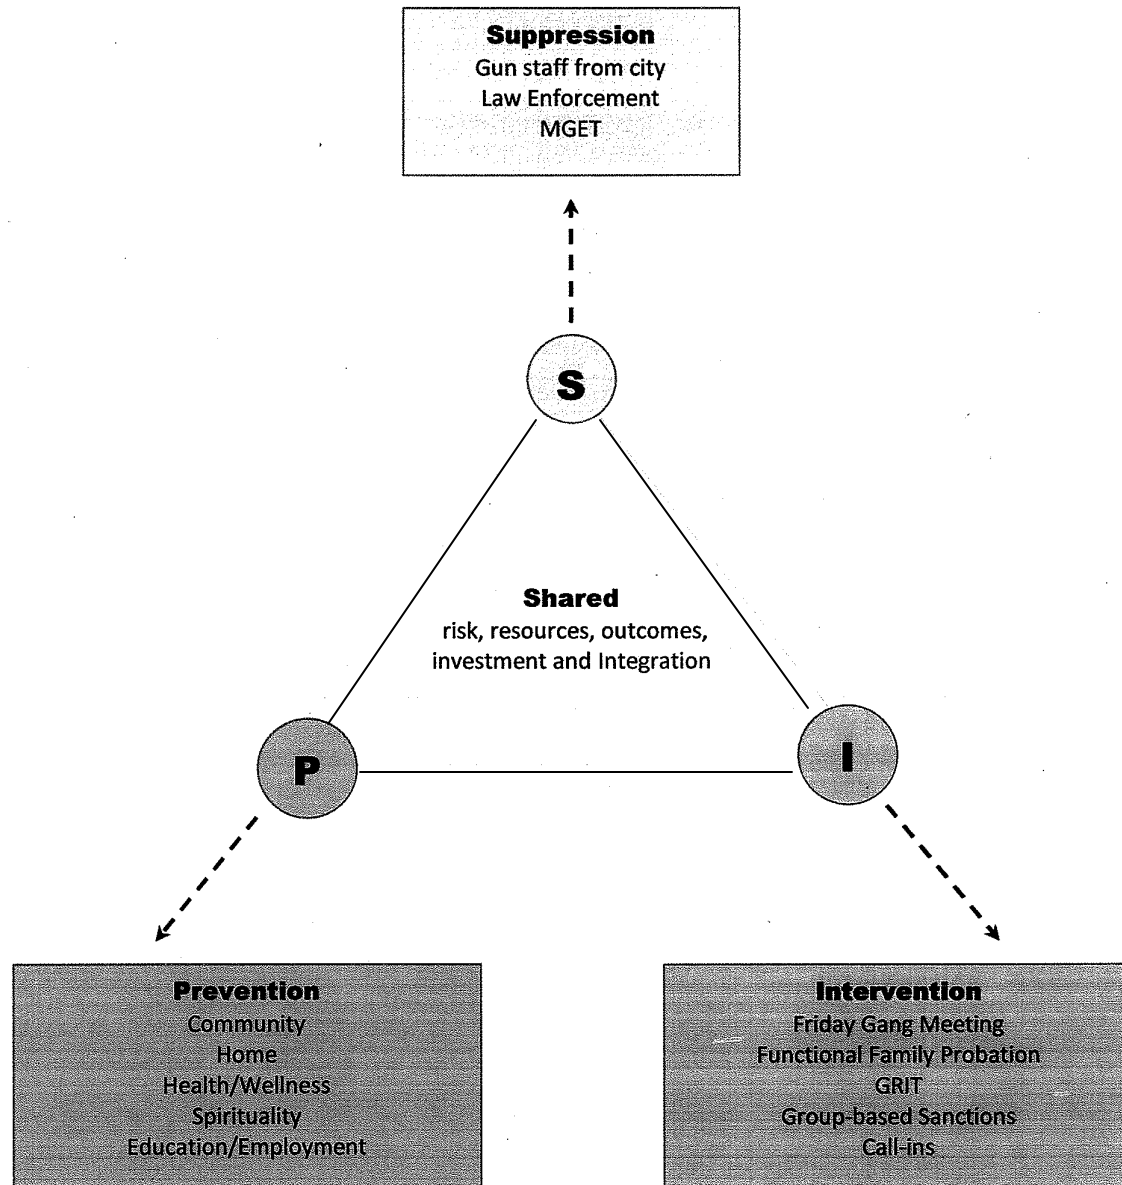 Suppression
Gun staff from city
Law Enforcement
MGET
S
Shared
risk, resources, outcomes,
investment and Integration
P
I
Prevention
Community
Home
Health/Wellness
Spirituality
Education/Employment
Intervention
Friday Gang Meeting
Functional Family Probation
GRIT
Group-based Sanctions
Call-ins